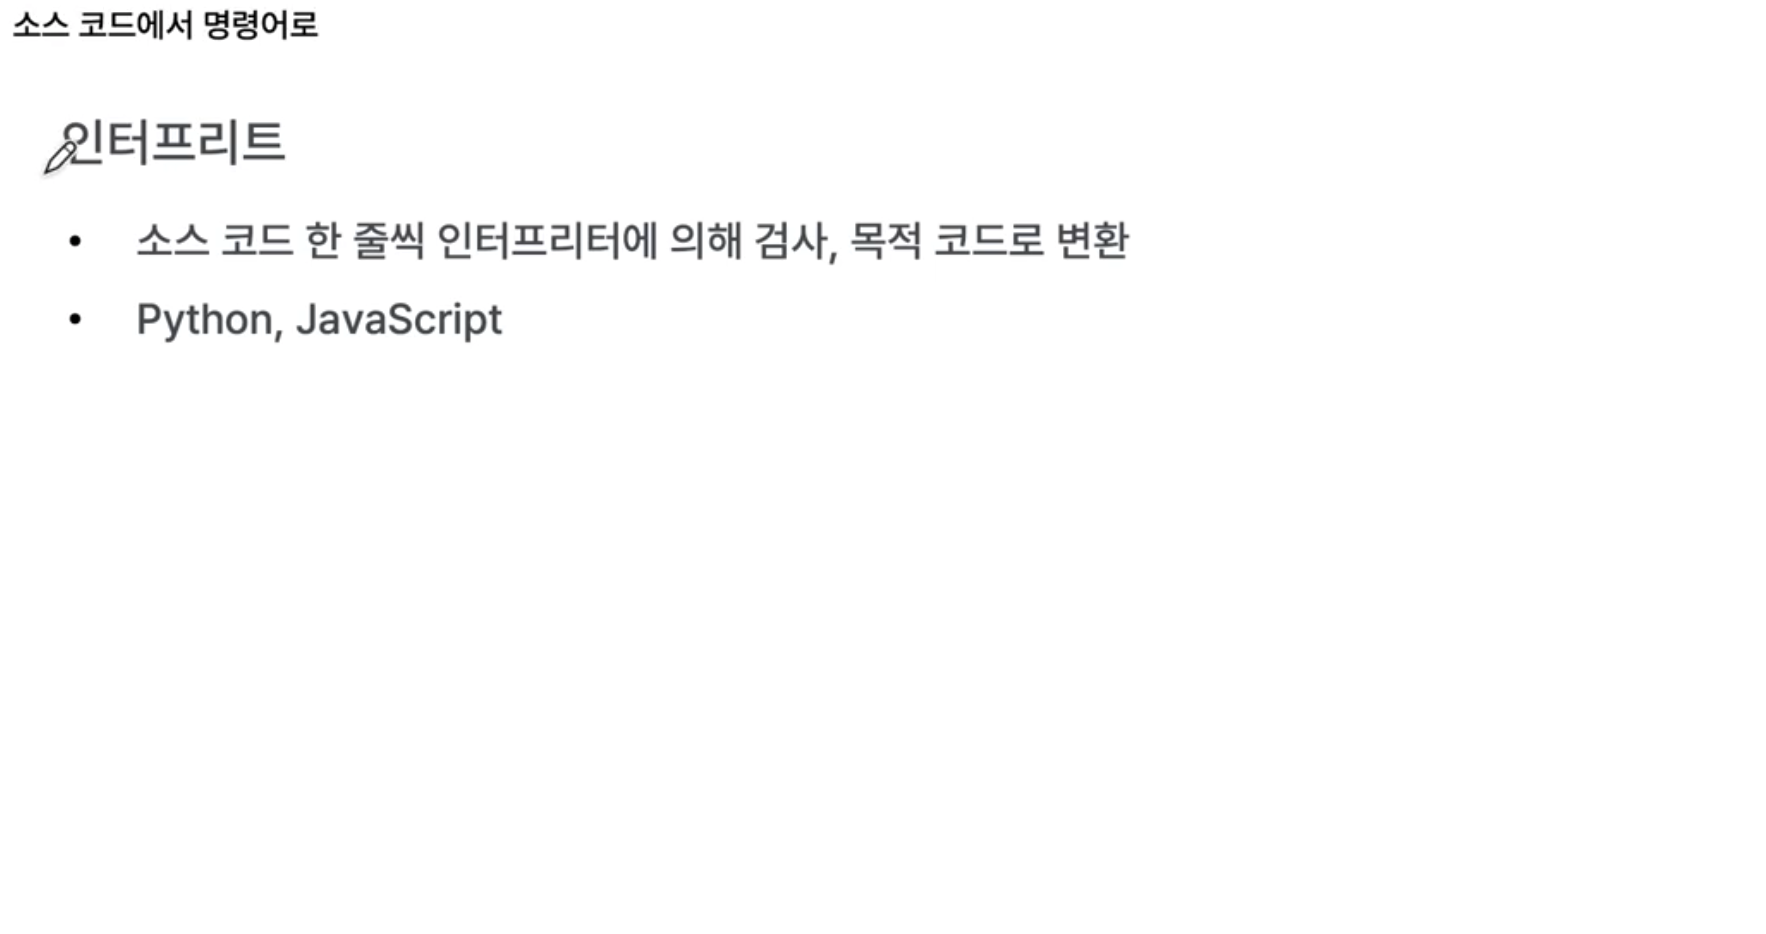 소스 코드에서 명령어로
인터프리트
• 소스 코드 한 줄씩 인터프리터에 의해 검사, 목적 코드로 변환
• Python, JavaScript